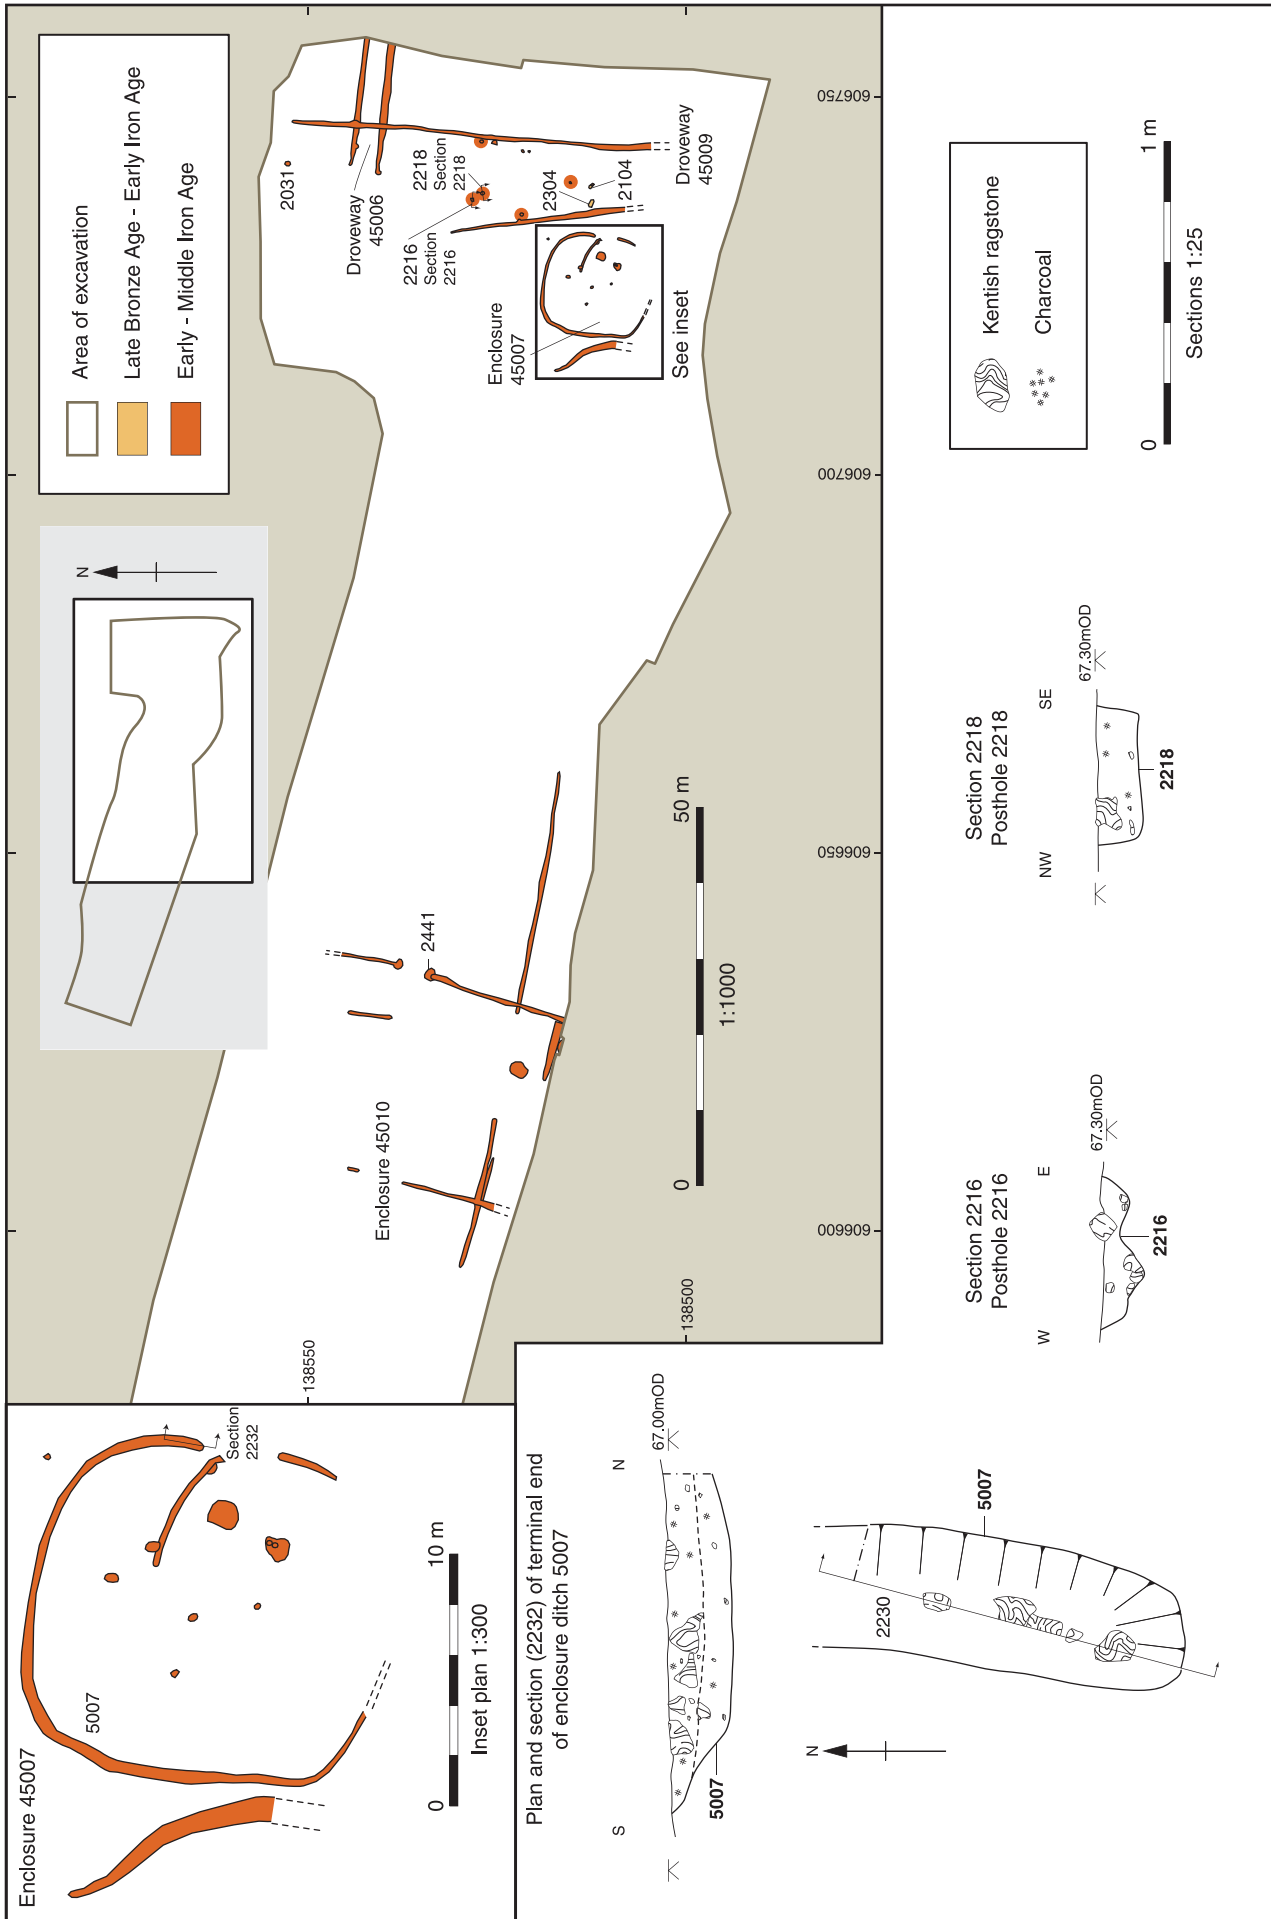 Enclosure 45007
5007
Section
2232
0
10 m
Inset plan 1:300
N
Area of excavation
Late Bronze Age - Early Iron Age
Early - Middle Iron Age
2031
Droveway
45006
2216
Section
2216
2218
Section
2218
2304
2104
Droveway
45009
Enclosure
45007
See inset
2441
Enclosure 45010
0
50 m
1:1000
138550
138500
609600
609650
609700
609750
Plan and section (2232) of terminal end
of enclosure ditch 5007
S
N
67.00mOD
5007
N
2230
5007
Section 2216
Posthole 2216
W
E
67.30mOD
2216
Section 2218
Posthole 2218
NW
SE
67.30mOD
2218
Kentish ragstone
Charcoal
0
1 m
Sections 1:25